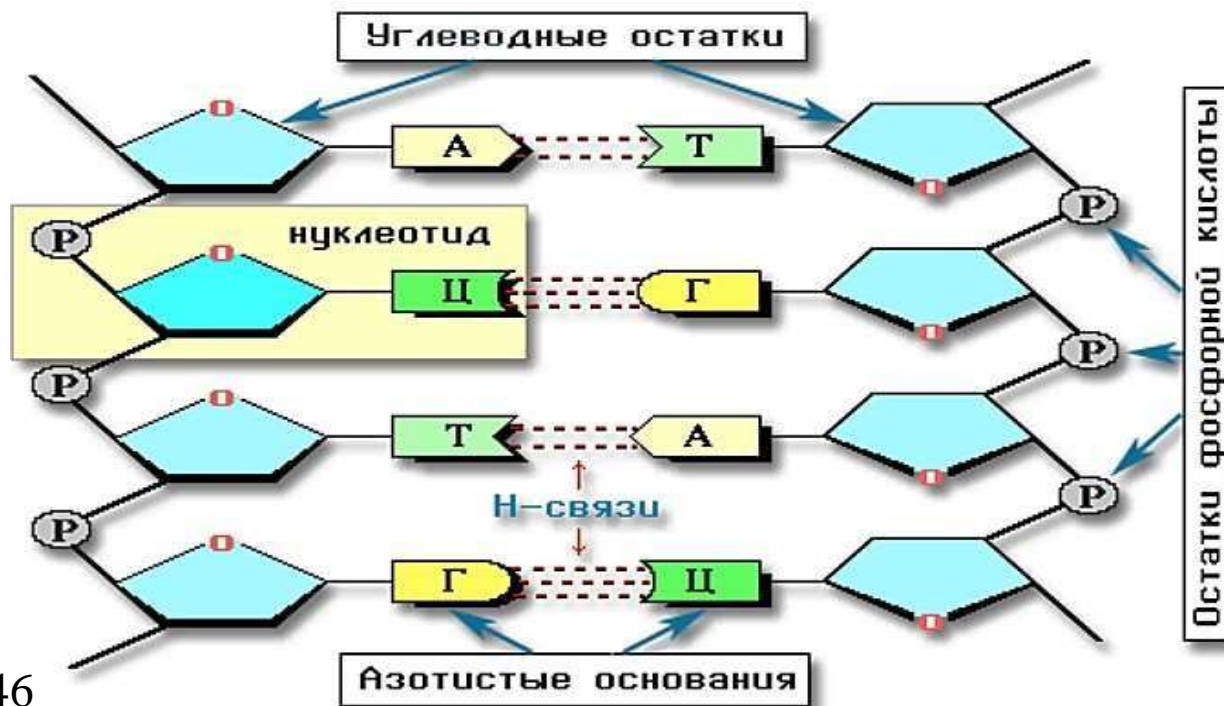 Углеводные остатки
О
А
Т
О
Р
Р
нуклеотид
О
Ц
Г
О
Р
Р
О
Т
А
О
Н-связи
Р
Р
О
Г
Ц
О
Азотистые основания
Остатки фосфорной кислоты
46